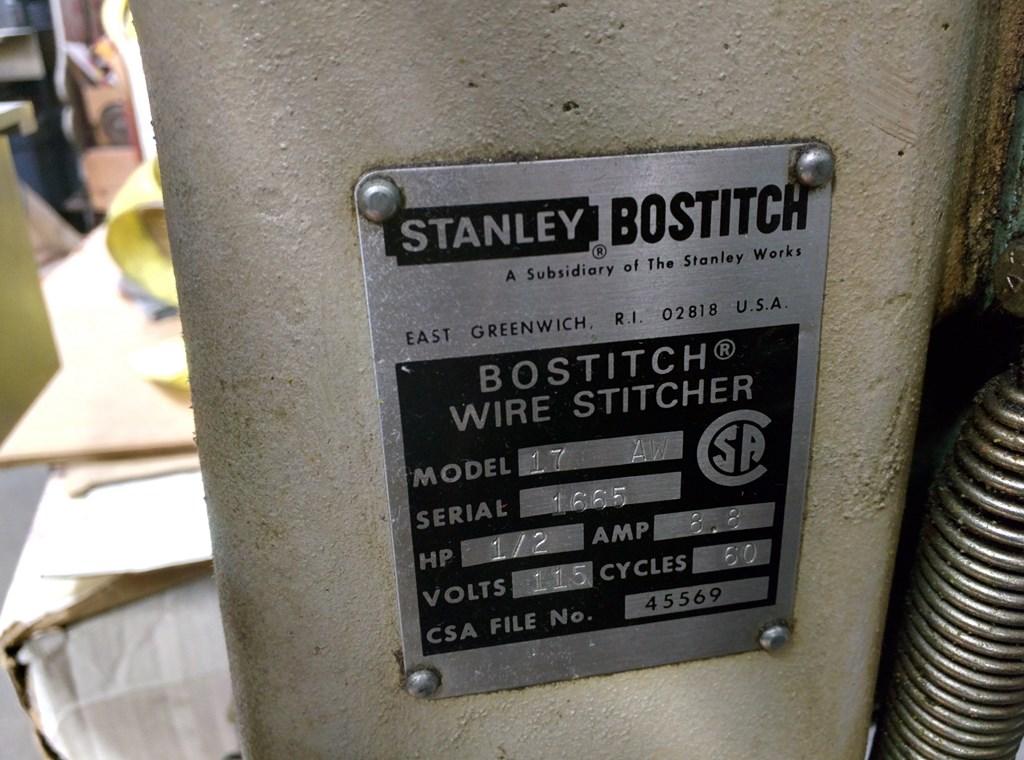 STANLEY® BOSTITCH
A Subsidiary of The Stanley Works
EAST GREENWICH, R.I. 02818 U.S.A.
BOSTITCH®
WIRE STITCHER
MODEL 17 AW
SERIAL 1665
HP 1/2 AMP 8.8
VOLTS 115 CYCLES 60
CSA FILE No. 45569
SA